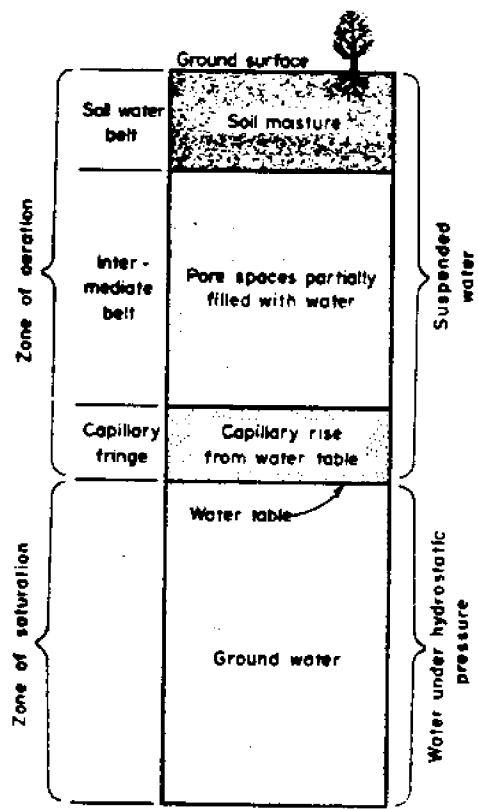 Ground surface
Soil water
belt
Soil moisture
Zone of aeration
Inter-
mediate
belt
Pore spaces partially
filled with water
Suspended
water
Capillary
fringe
Capillary rise
from water table
Water table
Zone of saturation
Ground water
Water under hydrostatic
pressure